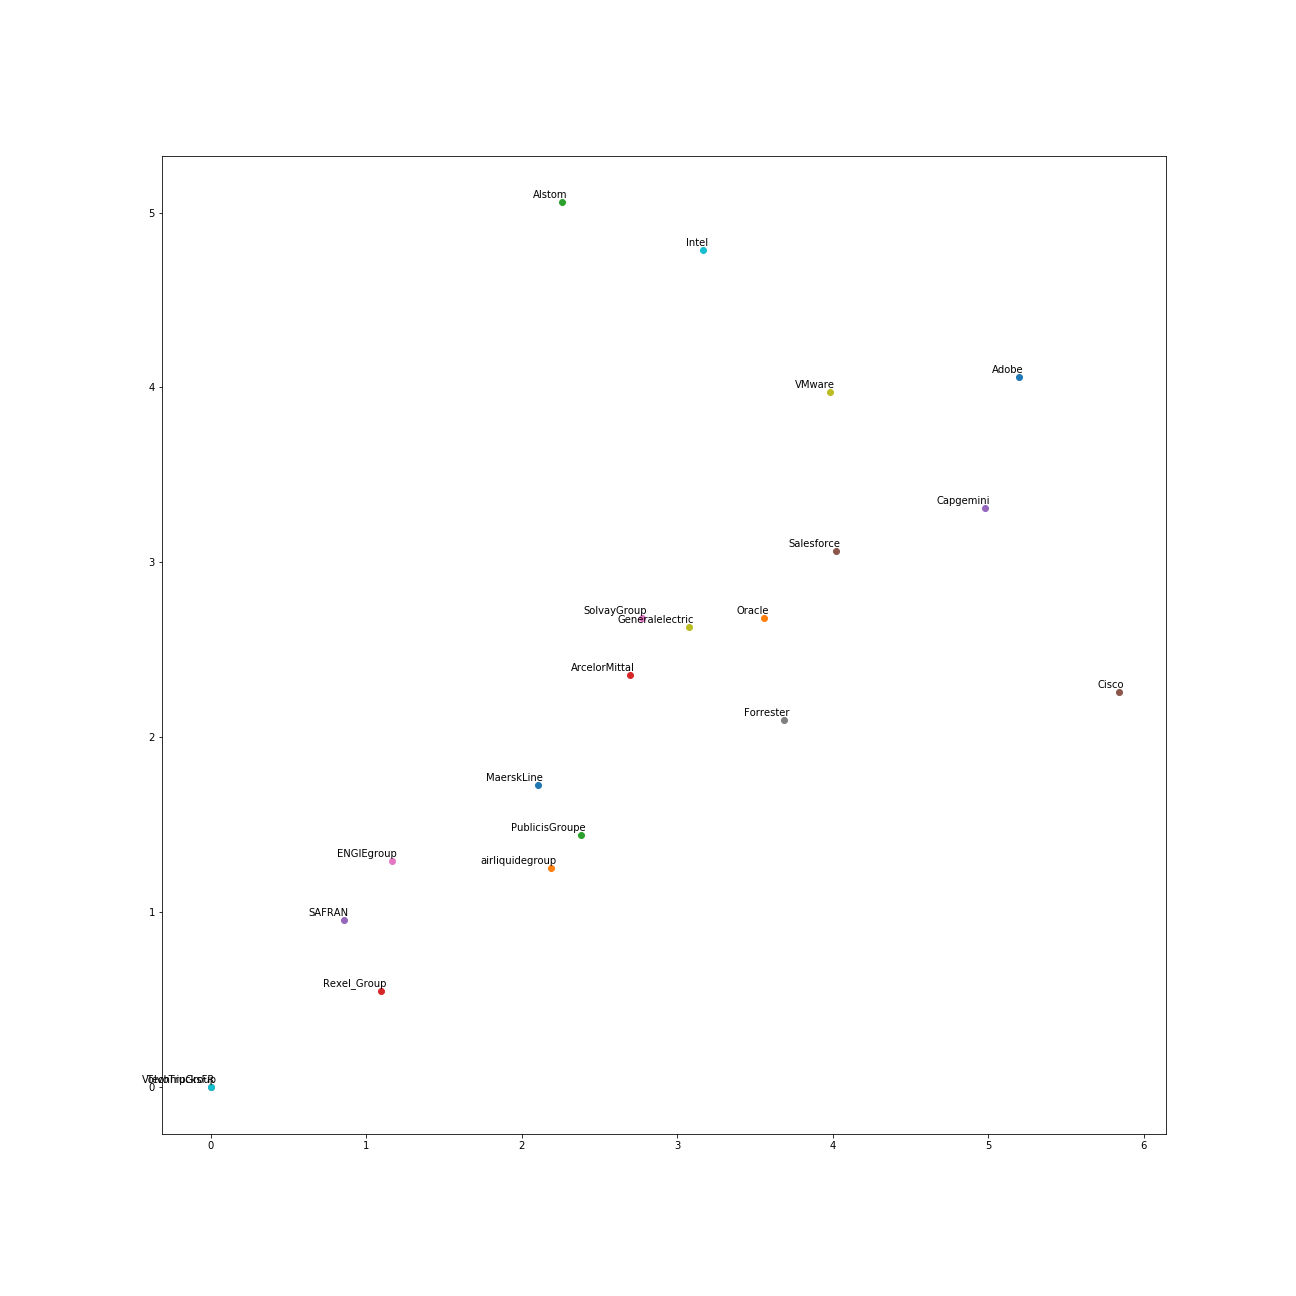 Alstom
5
Intel
Adobe
4
VMware
Capgemini
Salesforce
3
SolvayGroup
Oracle
Generalelectric
ArcelorMittal
Cisco
Forrester
2
MaerskLine
PublicisGroupe
ENGIEgroup
airliquidegroup
SAFRAN
1
Rexel_Group
0
0 1 2 3 4 5 6